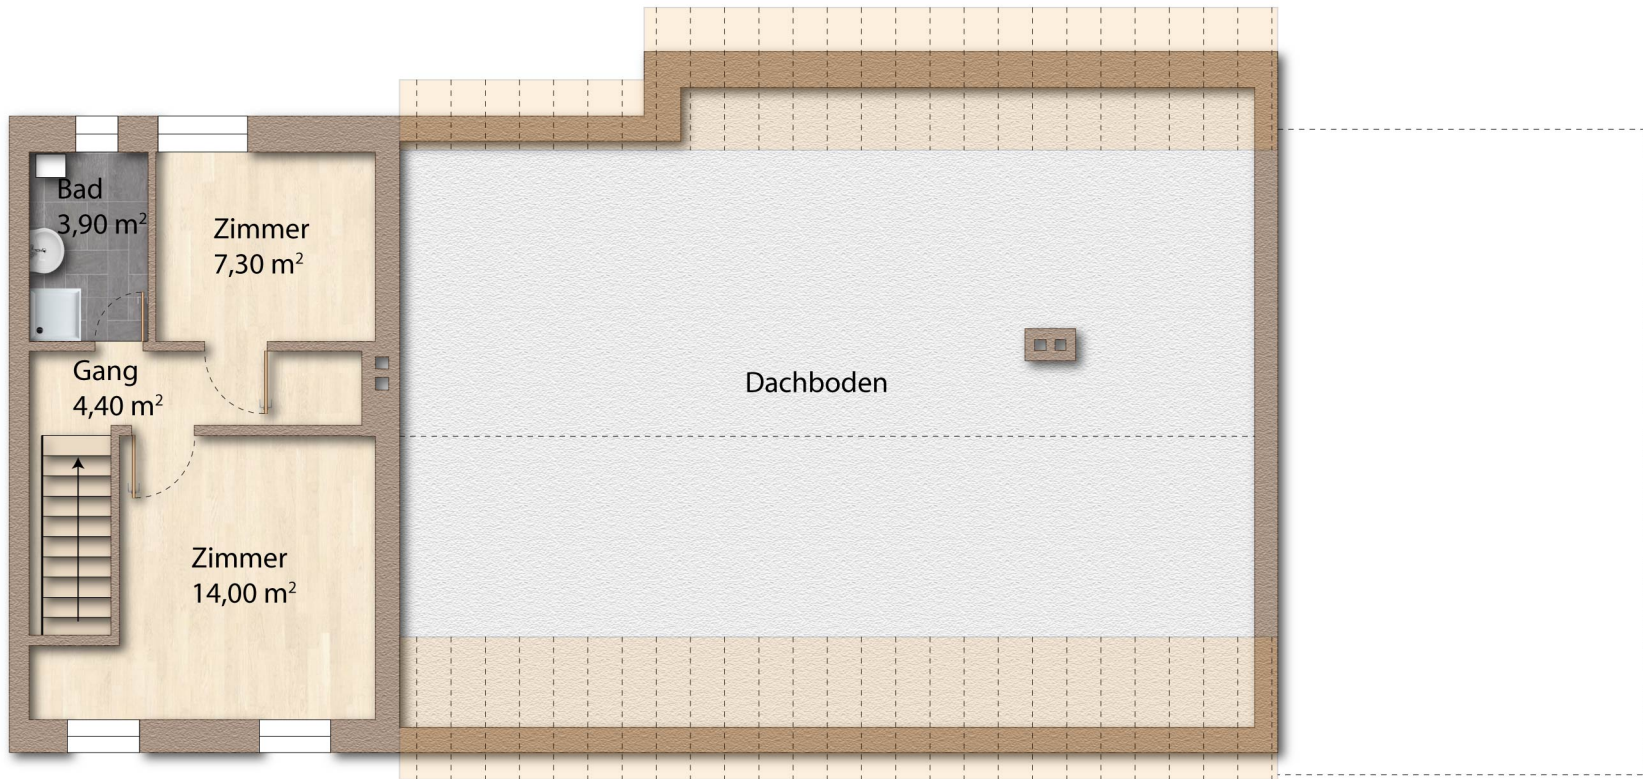 Bad
3,90 m²
Zimmer
7,30 m²
Gang
4,40 m²
Dachboden
Zimmer
14,00 m²